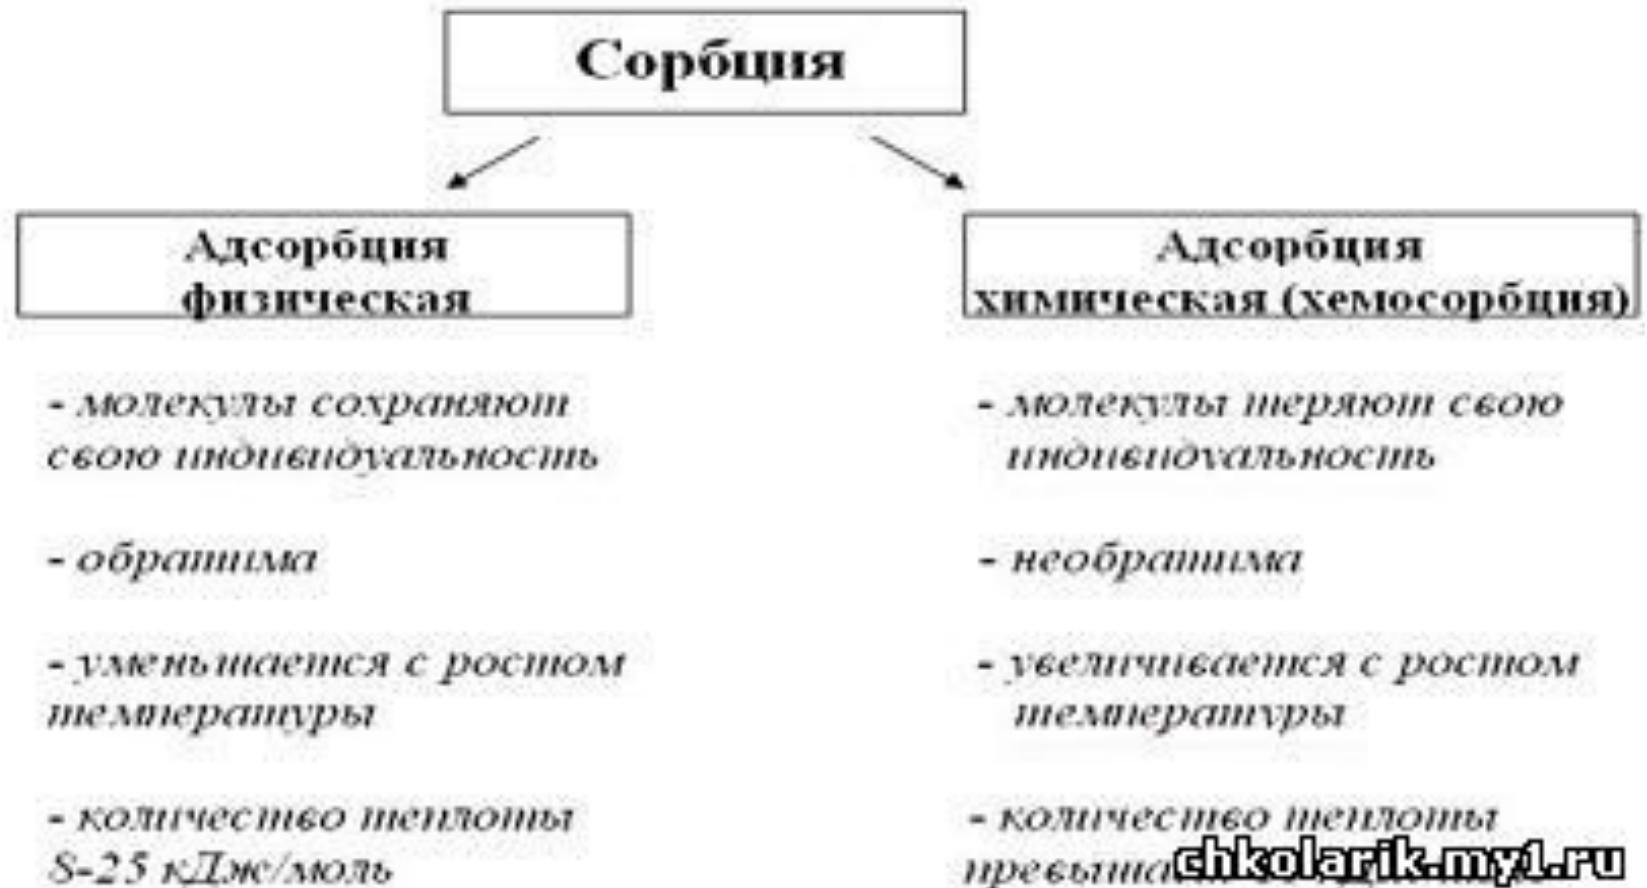 Сорбция
Адсорбция
физическая
- молекулы сохраняют
свою индивидуальность
- обратима
- уменьшается с ростом
температуры
- количество теплоты
8-25 кДж/моль
Адсорбция
химическая (хемосорбция)
- молекулы теряют свою
индивидуальность
- необратима
- увеличивается с ростом
температуры
- количество теплоты
chkolarik.my1.ru